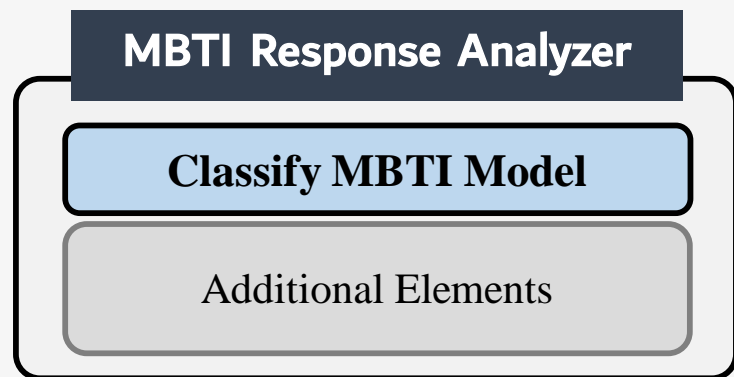 MBTI Response Analyzer
Classify MBTI Model
Additional Elements